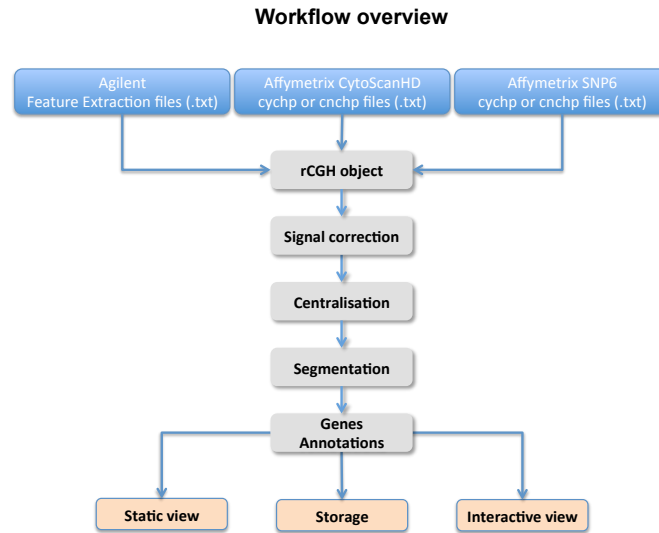 Workflow overview
Agilent
Feature Extraction files (.txt)
Affymetrix CytoScanHD
cychp or cnchp files (.txt)
Affymetrix SNP6
cychp or cnchp files (.txt)
rCGH object
Signal correction
Centralisation
Segmentation
Genes
Annotations
Static view
Storage
Interactive view